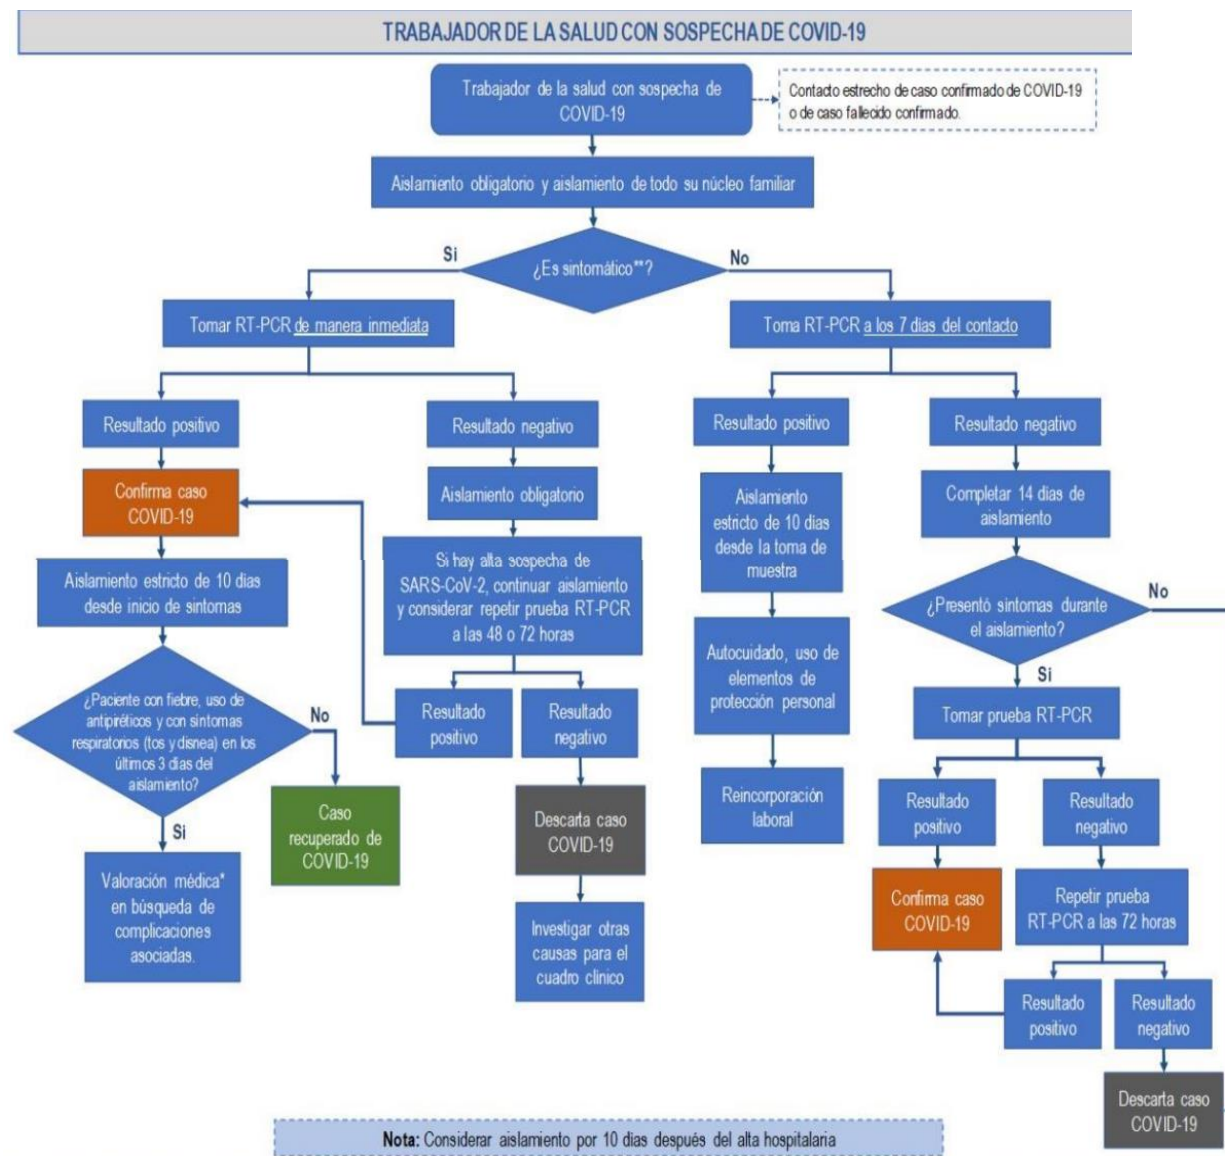 TRABAJADOR DE LA SALUD CON SOSPECHA DE COVID-19
Trabajador de la salud con sospecha de
COVID-19
Contacto estrecho de caso confirmado de COVID-19
o de caso fallecido confirmado.
Aislamiento obligatorio y aislamiento de todo su núcleo familiar
¿Es sintomático**?
Si
No
Tomar RT-PCR de manera inmediata
Toma RT-PCR a los 7 días del contacto
Resultado positivo
Resultado negativo
Resultado positivo
Resultado negativo
Confirma caso
COVID-19
Aislamiento obligatorio
Aislamiento
estricto de 10 días
desde la toma de
muestra
Completar 14 días de
aislamiento
Aislamiento estricto de 10 días
desde inicio de síntomas
Si hay alta sospecha de
SARS-CoV-2, continuar aislamiento
y considerar repetir prueba RT-PCR
a las 48 o 72 horas
¿Presentó síntomas durante
el aislamiento?
No
Si
Autocuidado, uso de
elementos de
protección personal
¿Paciente con fiebre, uso de
antipiréticos y con síntomas
respiratorios (tos y disnea) en los
últimos 3 días del
aislamiento?
No
Si
Resultado
positivo
Resultado
negativo
Tomar prueba RT-PCR
Caso
recuperado de
COVID-19
Descarta caso
COVID-19
Reincorporación
laboral
Resultado
positivo
Resultado
negativo
Valoración médica*
en búsqueda de
complicaciones
asociadas.
Investigar otras
causas para el
cuadro clínico
Confirma caso
COVID-19
Repetir prueba
RT-PCR a las 72 horas
Resultado
positivo
Resultado
negativo
Descarta caso
COVID-19
Nota: Considerar aislamiento por 10 días después del alta hospitalaria